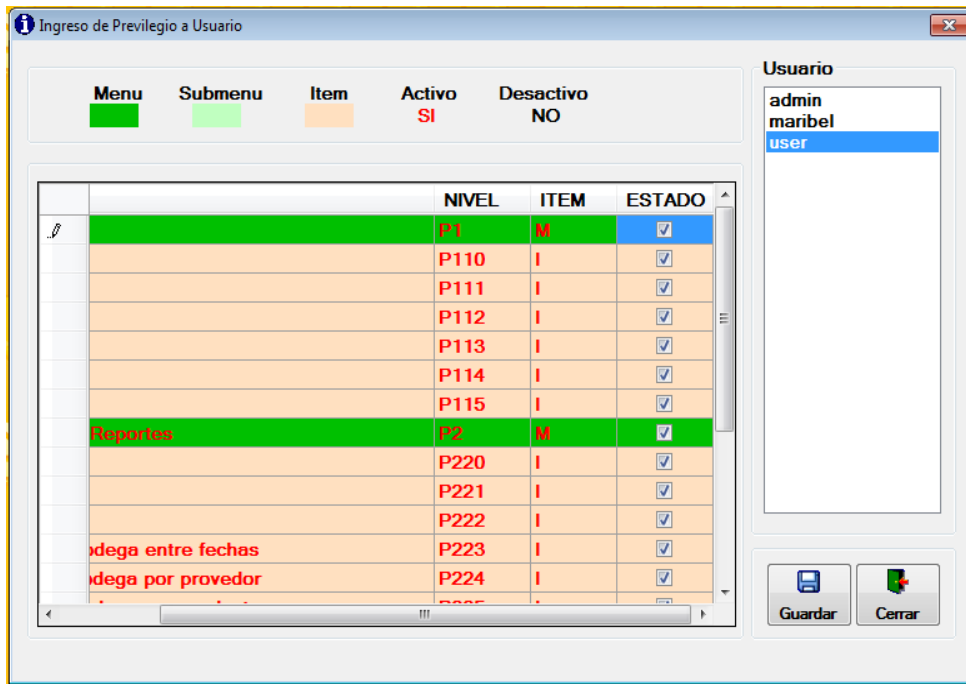 Ingreso de Previlegio a Usuario
Menu Submenu Item Activo Desactivo
SI NO
Usuario
admin
maribel
user
NIVEL ITEM ESTADO
P1 M
P110 I
P111 I
P112 I
P113 I
P114 I
P115 I
Reportes P2 M
P220 I
P221 I
P222 I
odega entre fechas P223 I
odega por provedor P224 I
Guardar Cerrar